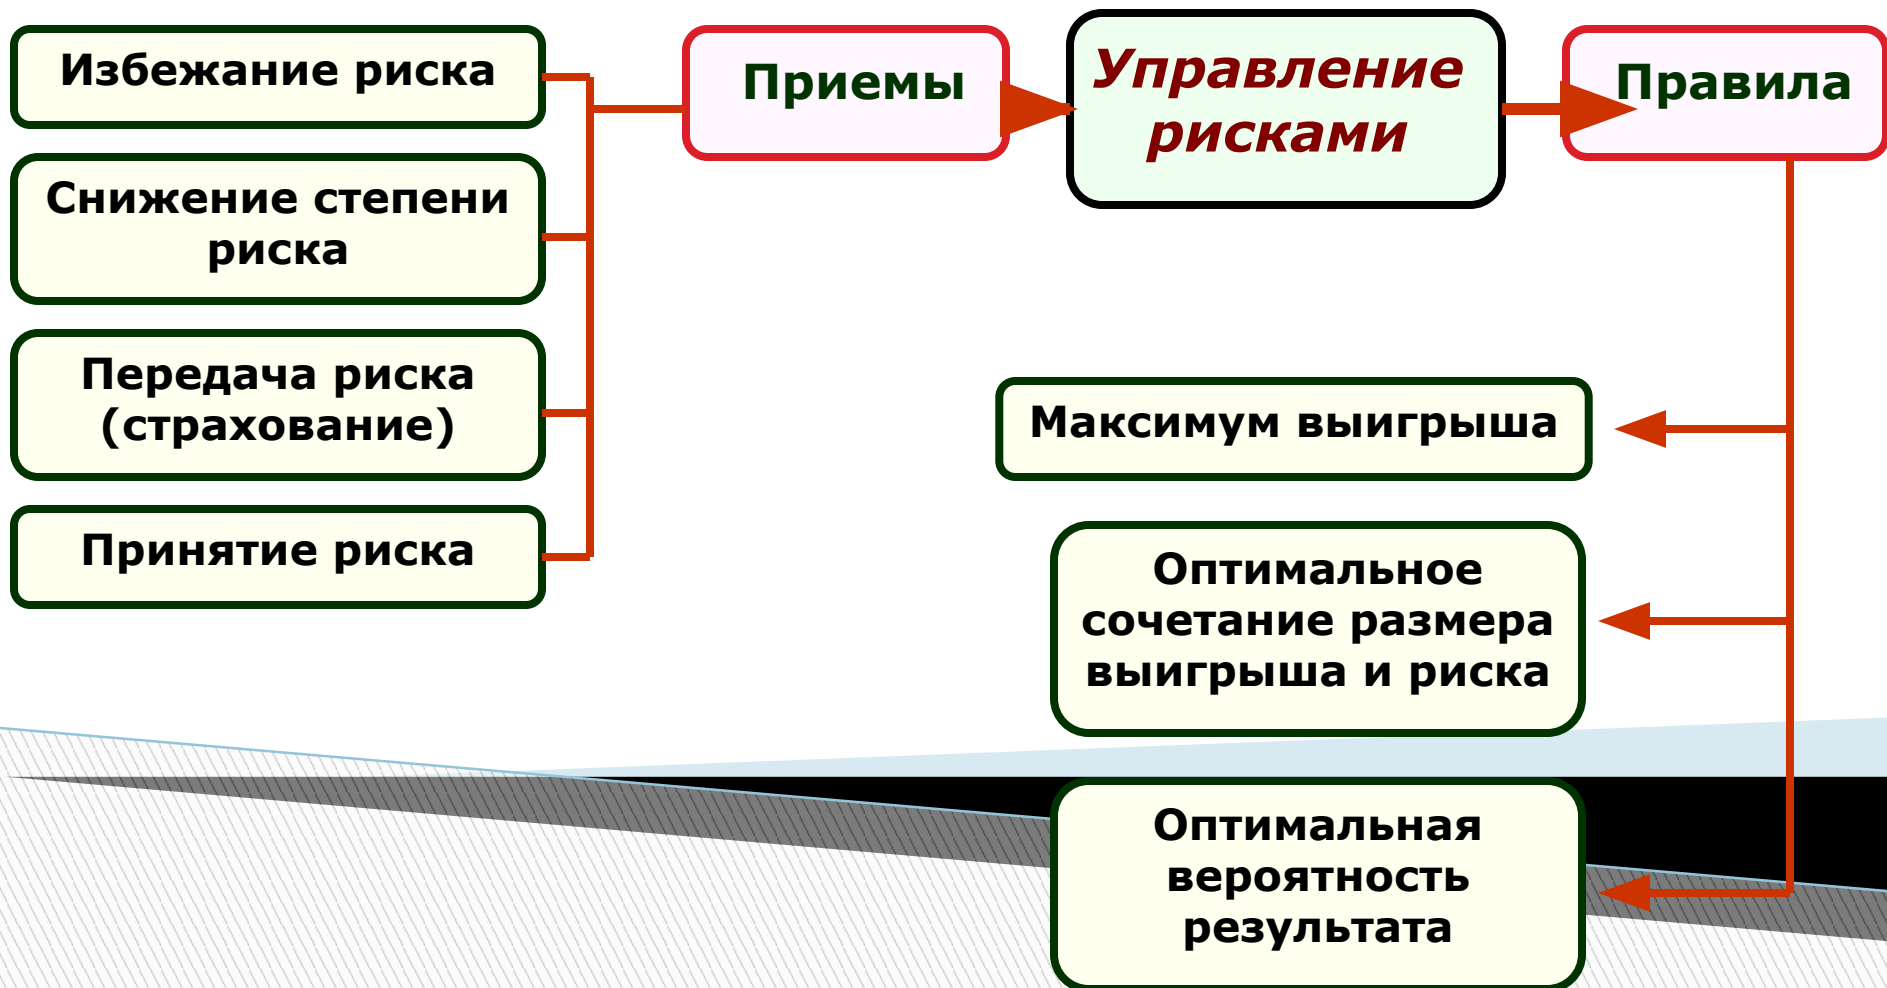 Избежание риска
Снижение степени
риска
Передача риска
(страхование)
Принятие риска
Приемы
Управление
рисками
Правила
Максимум выигрыша
Оптимальное
сочетание размера
выигрыша и риска
Оптимальная
вероятность
результата